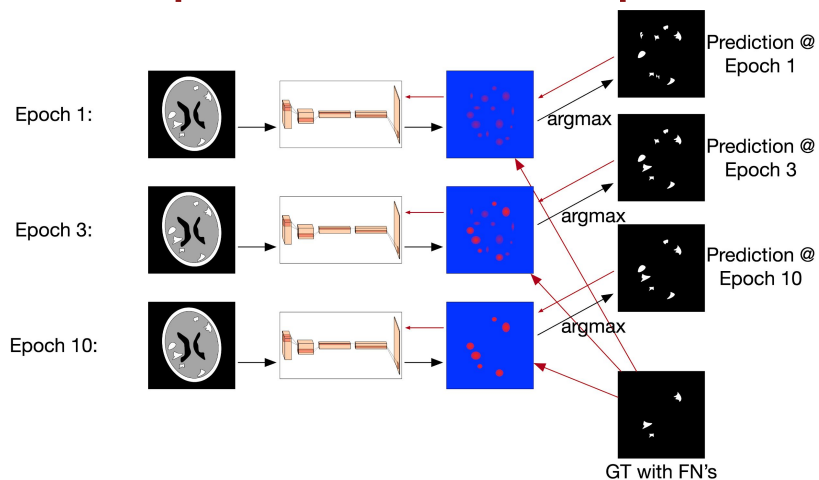 Prediction @
Epoch 1
Epoch 1:
argmax
Prediction @
Epoch 3
Epoch 3:
argmax
Prediction @
Epoch 10
argmax
Epoch 10:
GT with FN's